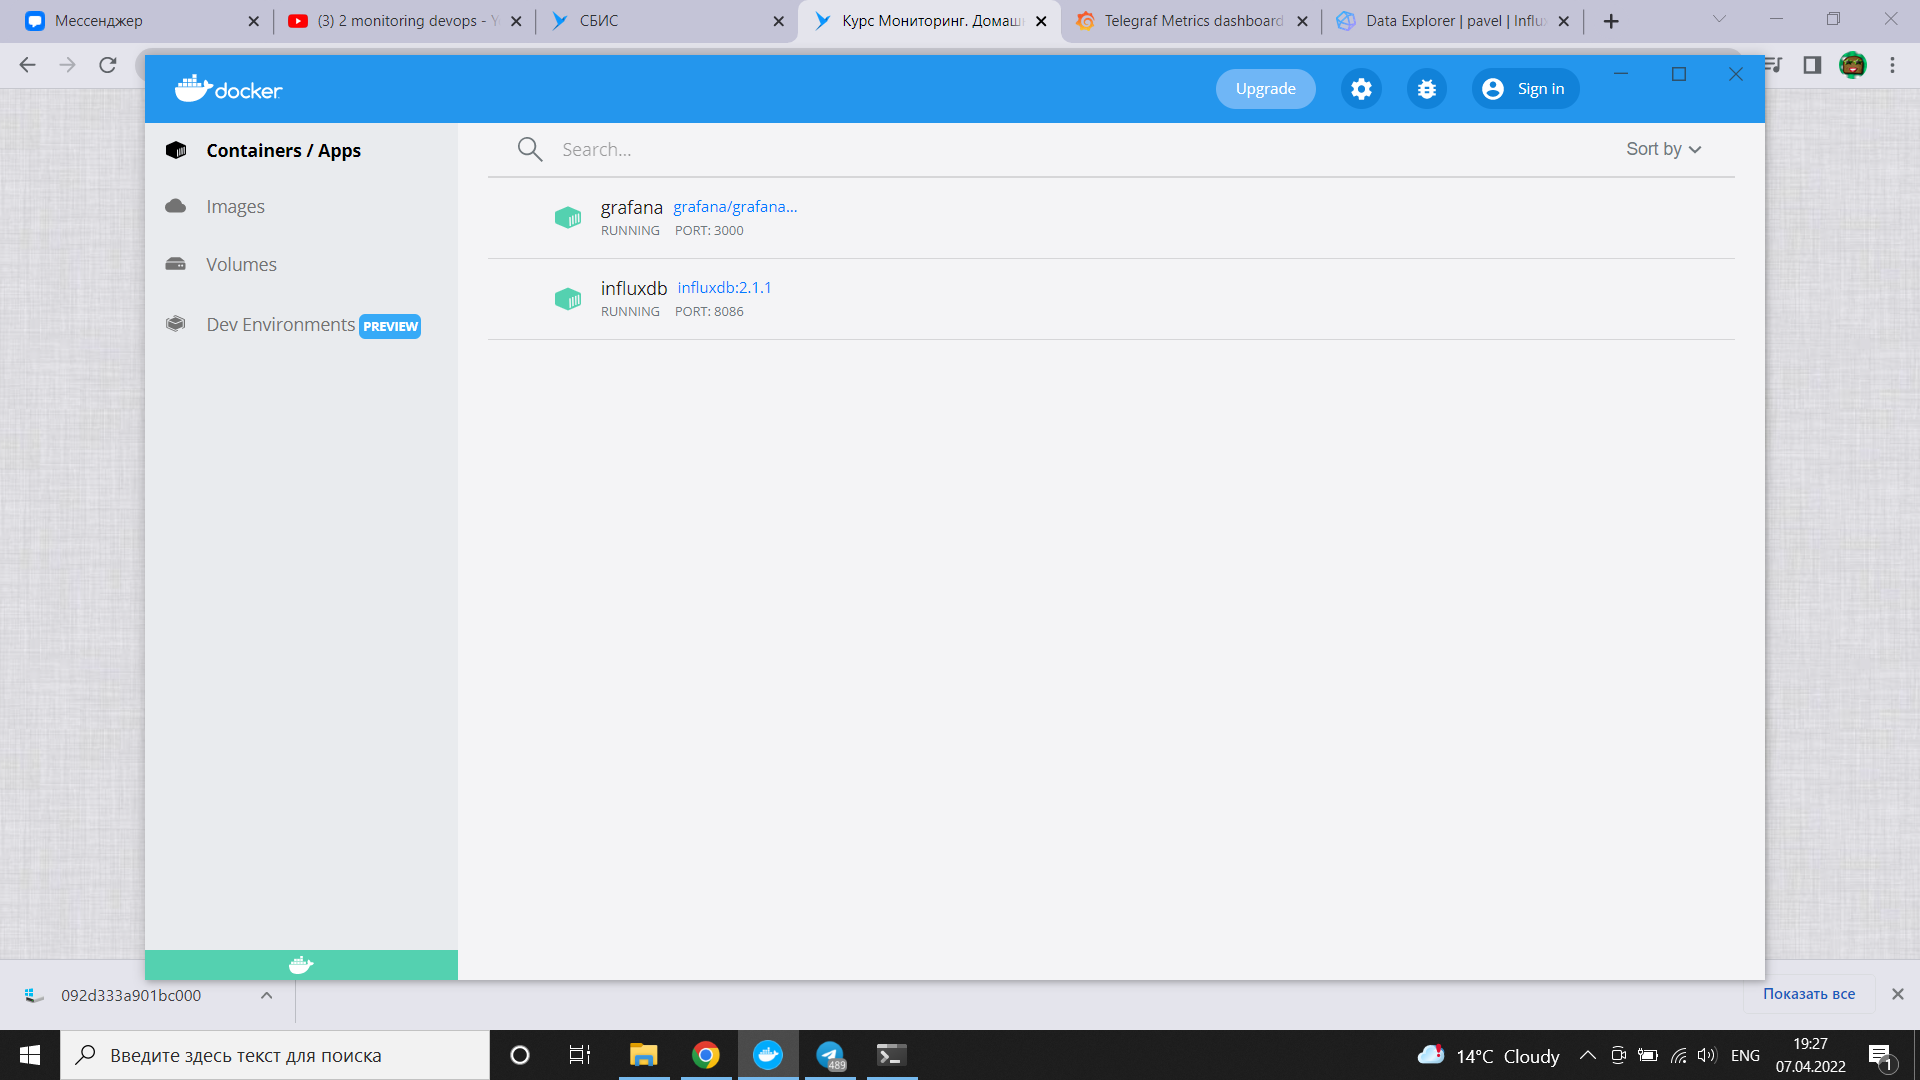 Мессенджер
(3) 2 monitoring devops -
СБИС
Курс Мониторинг.
Telegraf Metrics dashboard
Data Explorer | pavel |
docker
Upgrade
Sign in
Containers / Apps
Images
Volumes
Dev Environments PREVIEW
Search...
Sort by
grafana grafana/grafana...
RUNNING PORT: 3000
influxdb influxdb:2.1.1
RUNNING PORT: 8086
092d333a901bc000
Показать все
Введите здесь текст для поиска
489
14°C Cloudy
ENG
19:27
07.04.2022
1